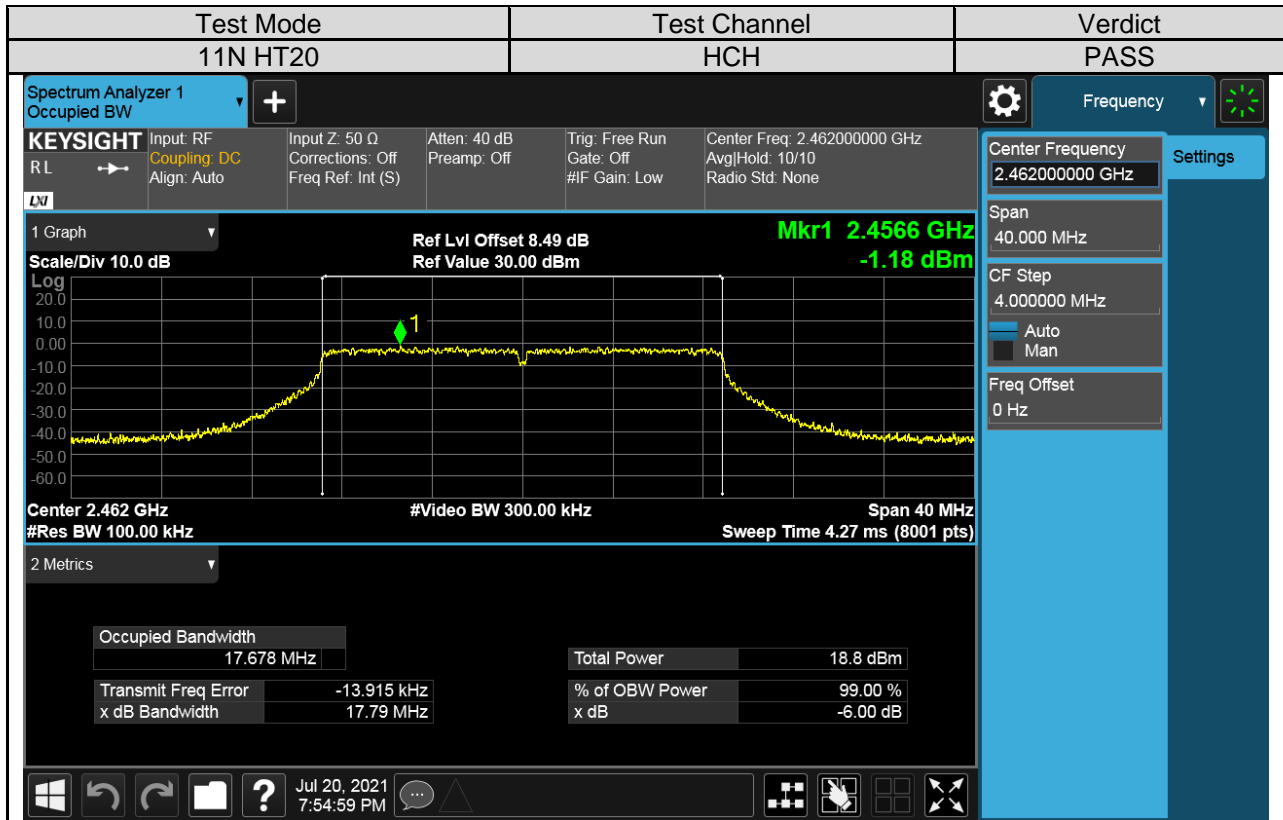 Test Mode Test Channel Verdict
11N HT20 HCH PASS
Spectrum Analyzer 1
Occupied BW
+
Frequency
KEYSIGHT Input: RF Input Z: 50 Ω Atten: 40 dB Trig: Free Run Center Freq: 2.462000000 GHz
RL Coupling: DC Corrections: Off Preamp: Off Gate: Off Avg|Hold: 10/10
Align: Auto Freq Ref: Int (S) #IF Gain: Low Radio Std: None
LXI
Center Frequency
2.462000000 GHz
Settings
Span
40.000 MHz
CF Step
4.000000 MHz
Auto
Man
Freq Offset
0 Hz
1 Graph Ref Lvl Offset 8.49 dB Mkr1 2.4566 GHz
Scale/Div 10.0 dB Ref Value 30.00 dBm -1.18 dBm
Log
20.0
10.0
1
0.00
-10.0
-20.0
-30.0
-40.0
-50.0
-60.0
Center 2.462 GHz #Video BW 300.00 kHz Span 40 MHz
#Res BW 100.00 kHz Sweep Time 4.27 ms (8001 pts)
2 Metrics
Occupied Bandwidth
17.678 MHz Total Power 18.8 dBm
Transmit Freq Error -13.915 kHz % of OBW Power 99.00 %
x dB Bandwidth 17.79 MHz x dB -6.00 dB
? Jul 20, 2021
7:54:59 PM